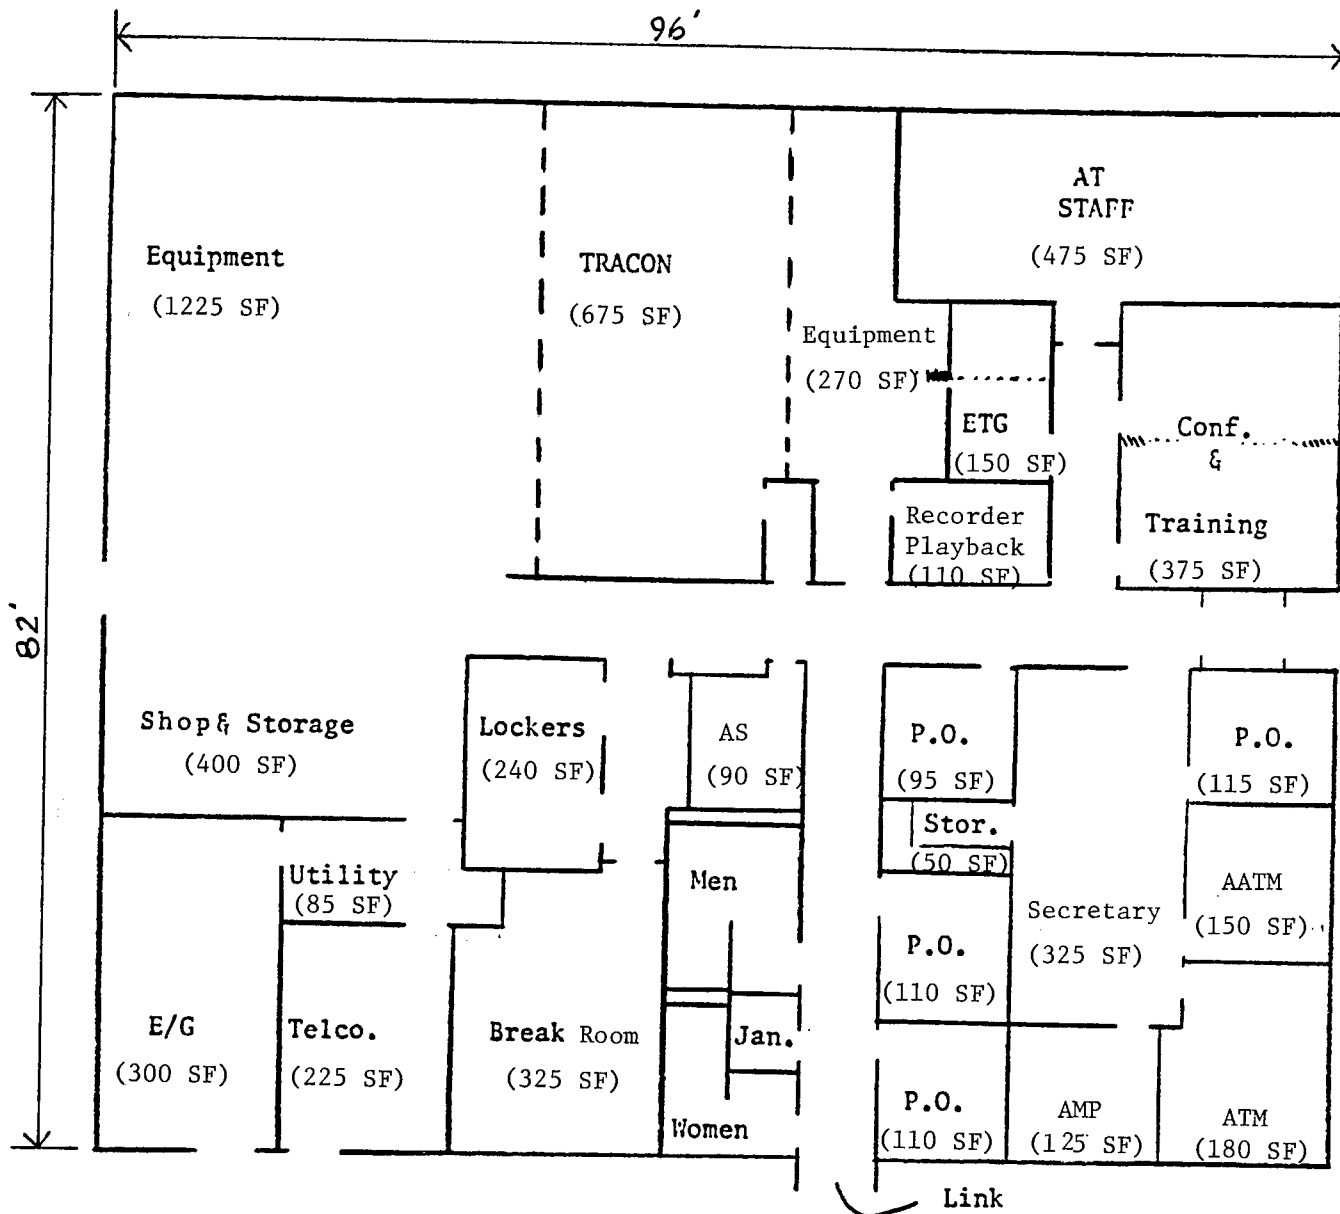 96'
82'
AT
STAFF
(475 SF)
Equipment
(1225 SF)
TRACON
(675 SF)
Equipment
(270 SF)
ETG
(150 SF)
Conf.
&
Training
(375 SF)
Recorder
Playback
(110 SF)
Shop & Storage
(400 SF)
Lockers
(240 SF)
AS
(90 SF)
P.O.
(95 SF)
P.O.
(115 SF)
Stor.
(50 SF)
Utility
(85 SF)
Men
Secretary
(325 SF)
AATM
(150 SF)
P.O.
(110 SF)
E/G
(300 SF)
Telco.
(225 SF)
Break Room
(325 SF)
Jan.
Women
P.O.
(110 SF)
AMP
(125 SF)
ATM
(180 SF)
Link